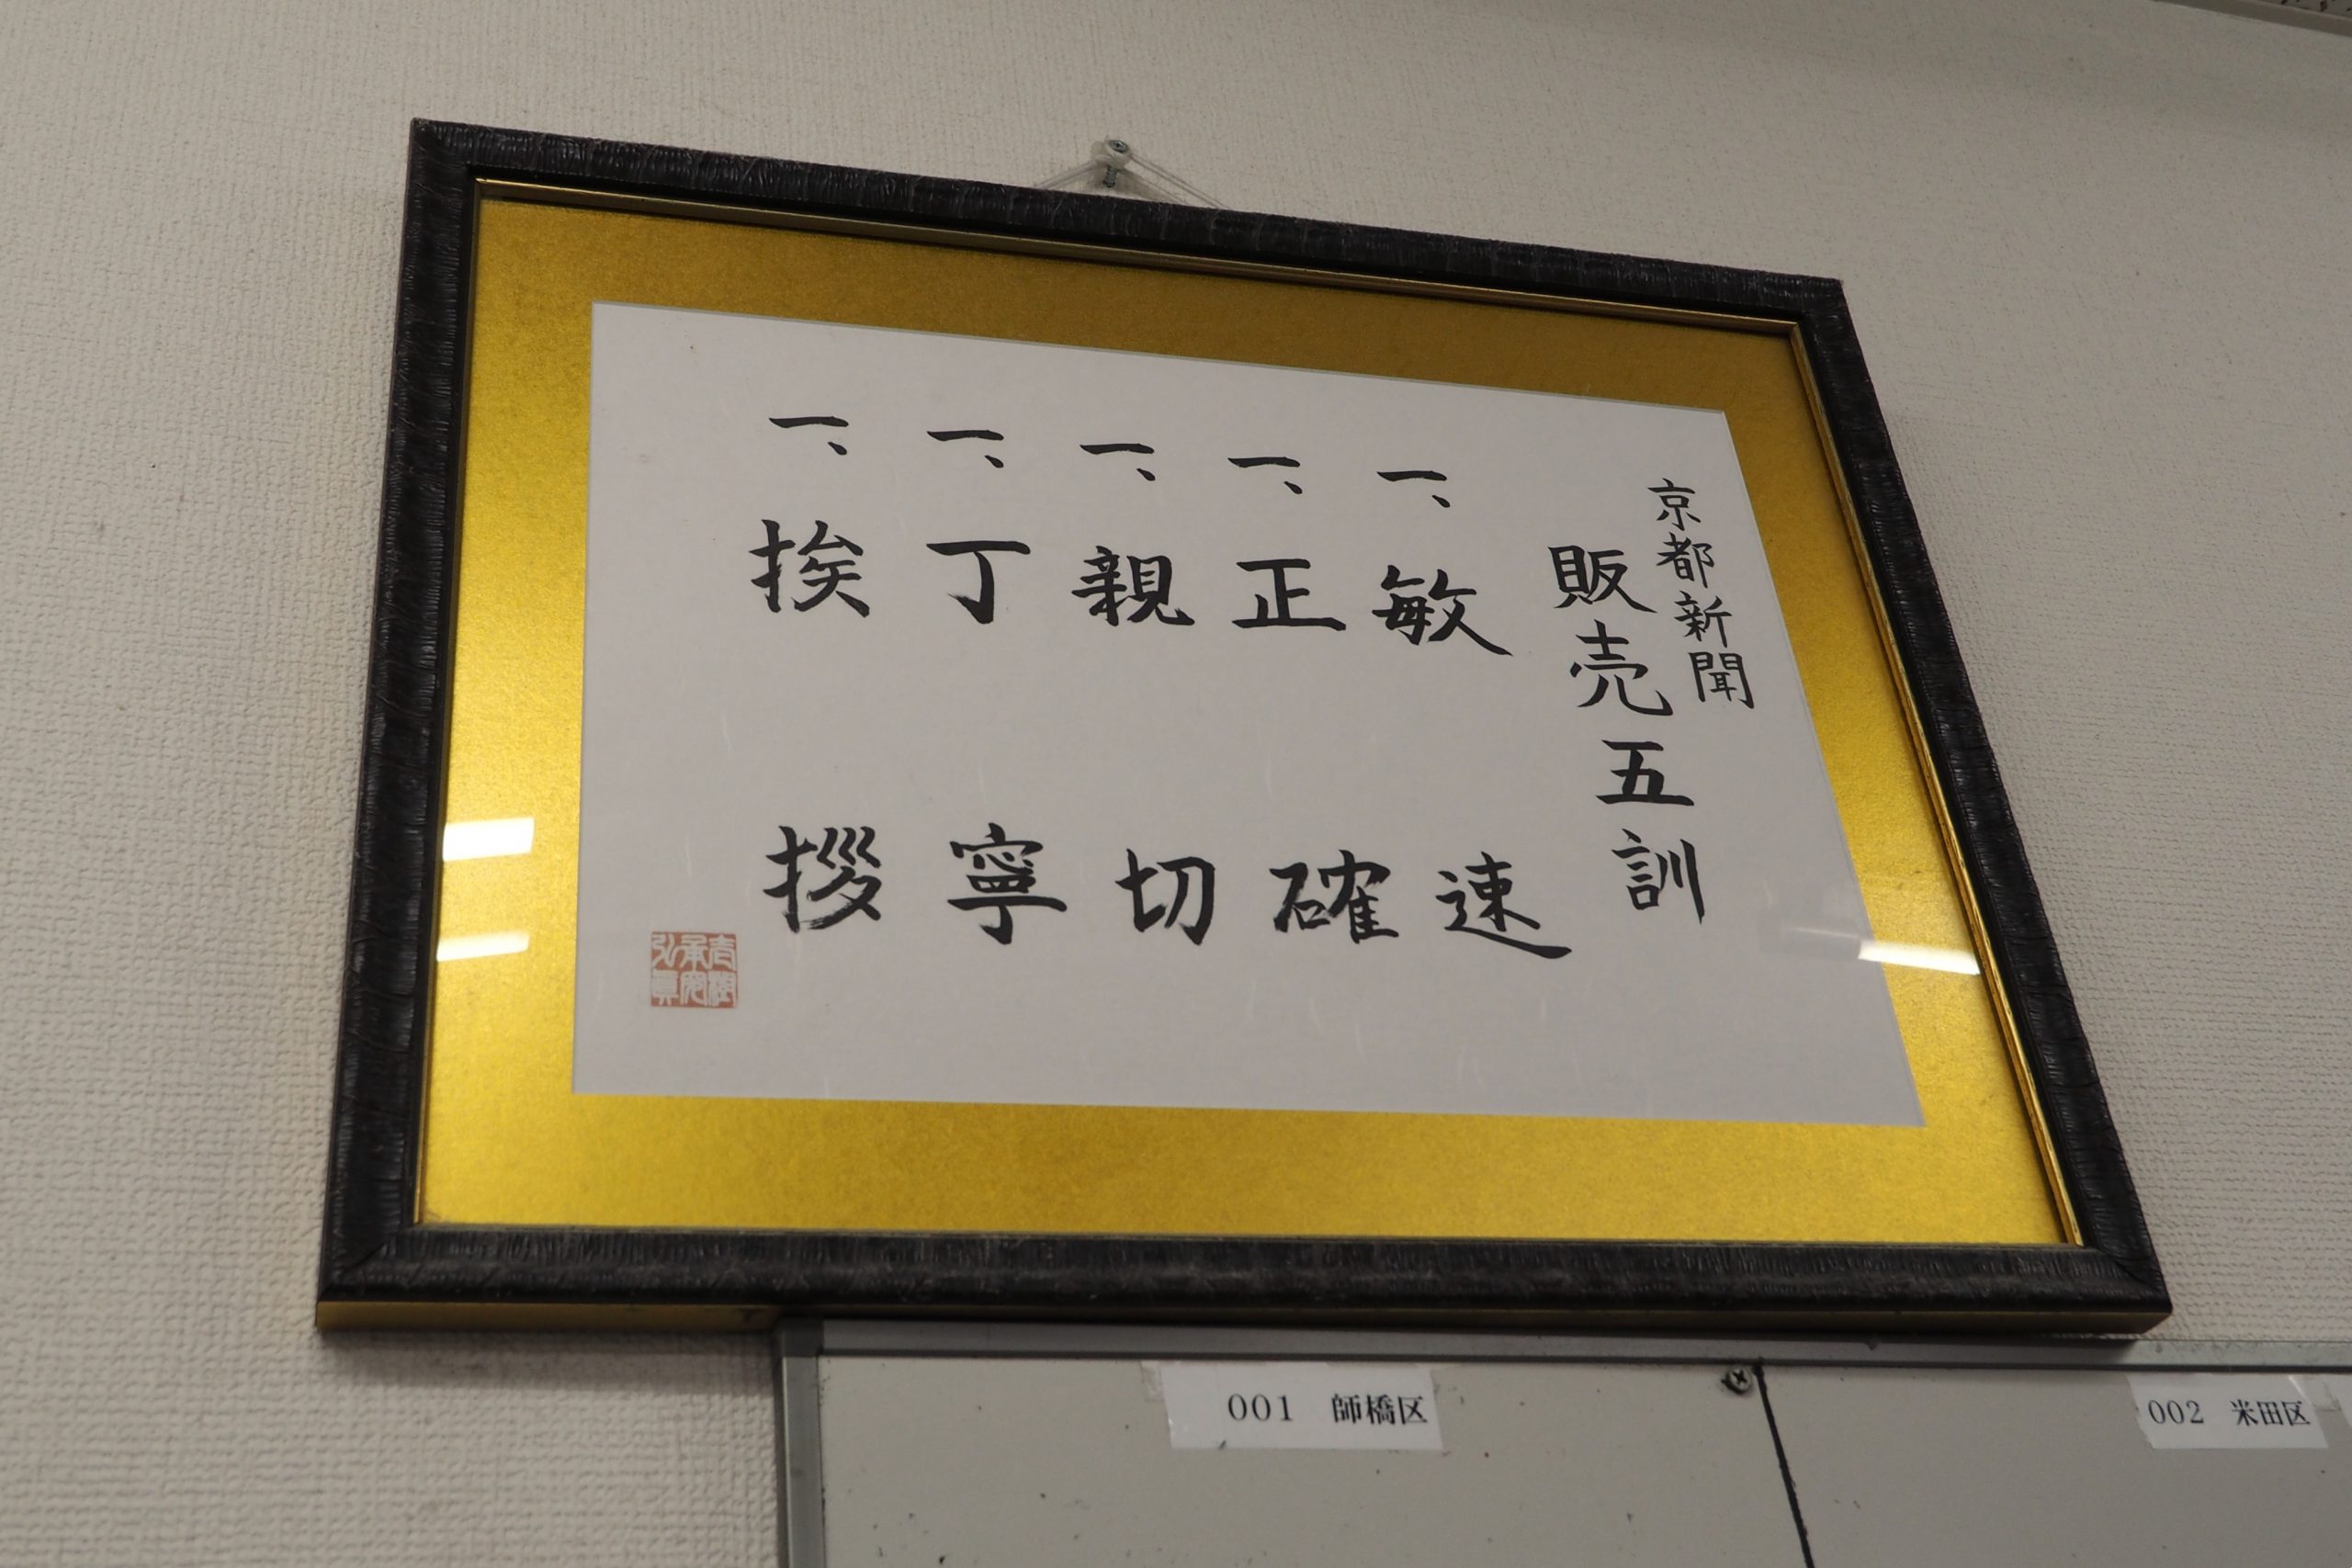 京都新聞
販売五訓
一、敏速
一、正確
一、親切
一、丁寧
一、挨拶
001 師橋区
002 米田区